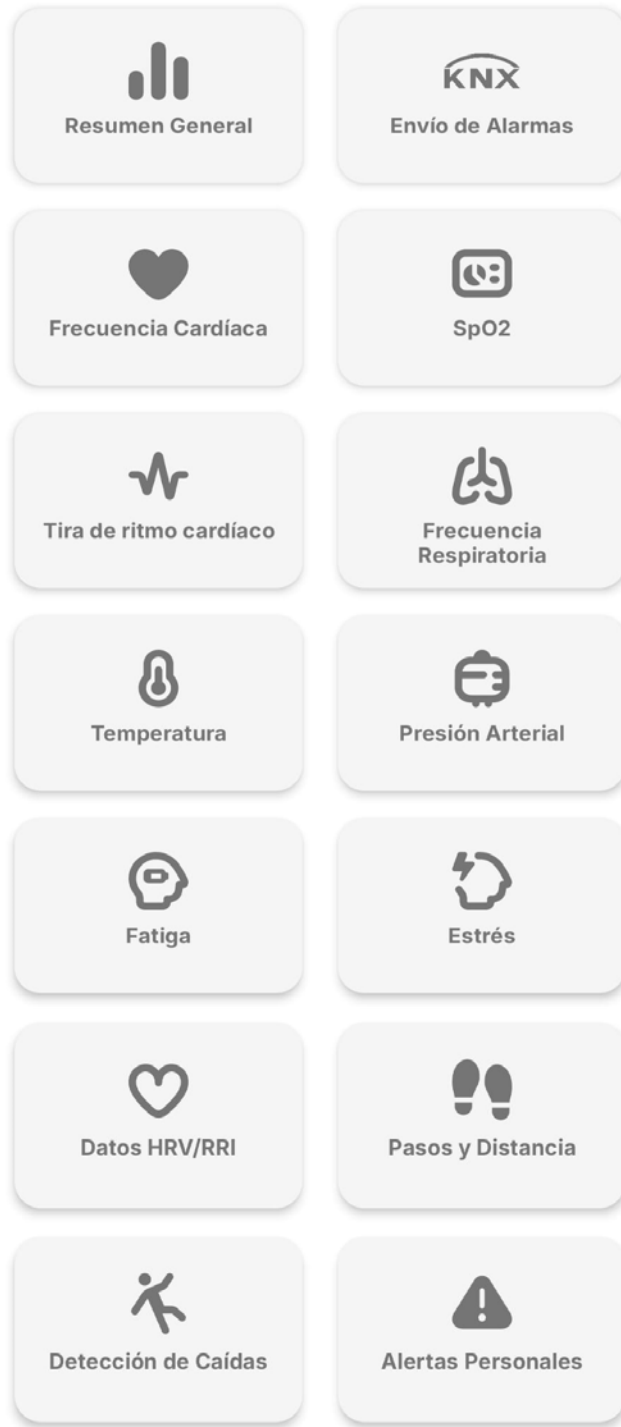 Resumen General
KNX
Envío de Alarmas
Frecuencia Cardíaca
SpO2
Tira de ritmo cardíaco
Frecuencia
Respiratoria
Temperatura
Presión Arterial
Fatiga
Estrés
Datos HRV/RRI
Pasos y Distancia
Detección de Caídas
Alertas Personales